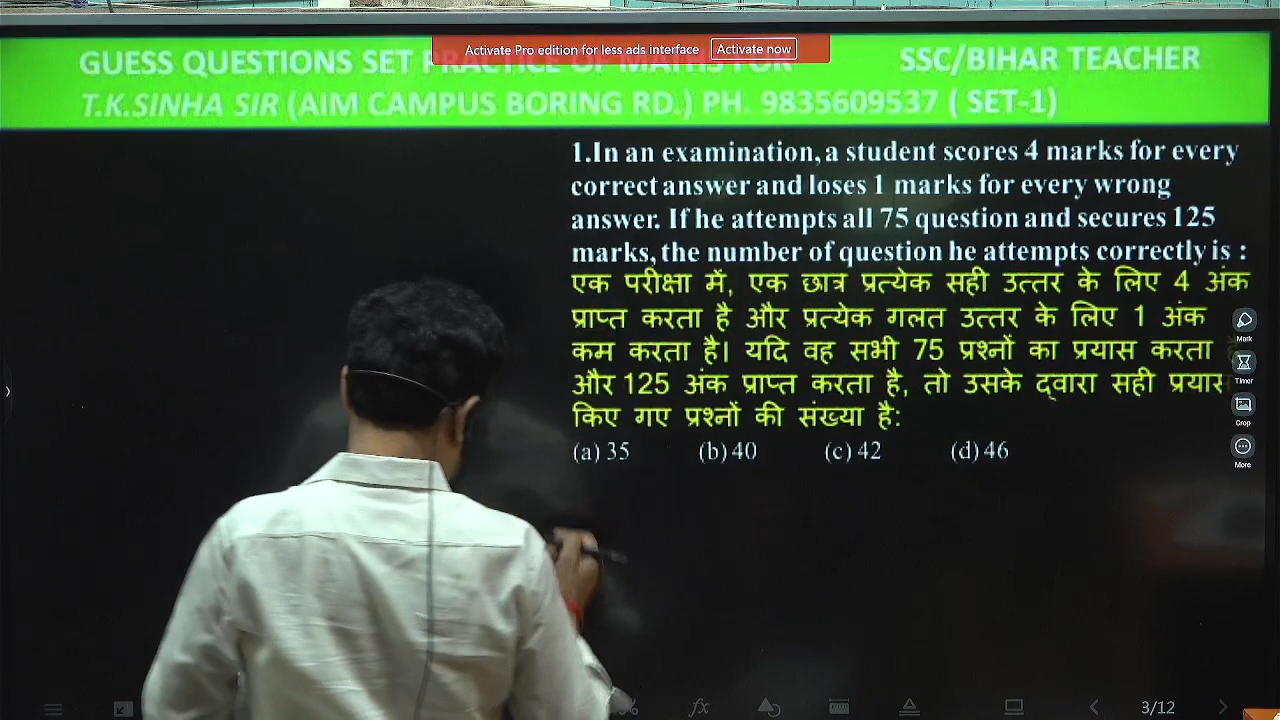 Activate Pro edition for less ads interface Activate now
GUESS QUESTIONS SET PRACTICE OF MATHS FOR SSC/BIHAR TEACHER
T.K.SINHA SIR (AIM CAMPUS BORING RD.) PH. 9835609537 ( SET-1)
1.In an examination, a student scores 4 marks for every
correct answer and loses 1 marks for every wrong
answer. If he attempts all 75 question and secures 125
marks, the number of question he attempts correctly is :
एक परीक्षा में, एक छात्र प्रत्येक सही उत्तर के लिए 4 अंक
प्राप्त करता है और प्रत्येक गलत उत्तर के लिए 1 अंक
कम करता है। यदि वह सभी 75 प्रश्नों का प्रयास करता
और 125 अंक प्राप्त करता है, तो उसके द्वारा सही प्रयास
किए गए प्रश्नों की संख्या है:
(a) 35 (b) 40 (c) 42 (d) 46
Mark
Timer
Crop
More
fx
3/12